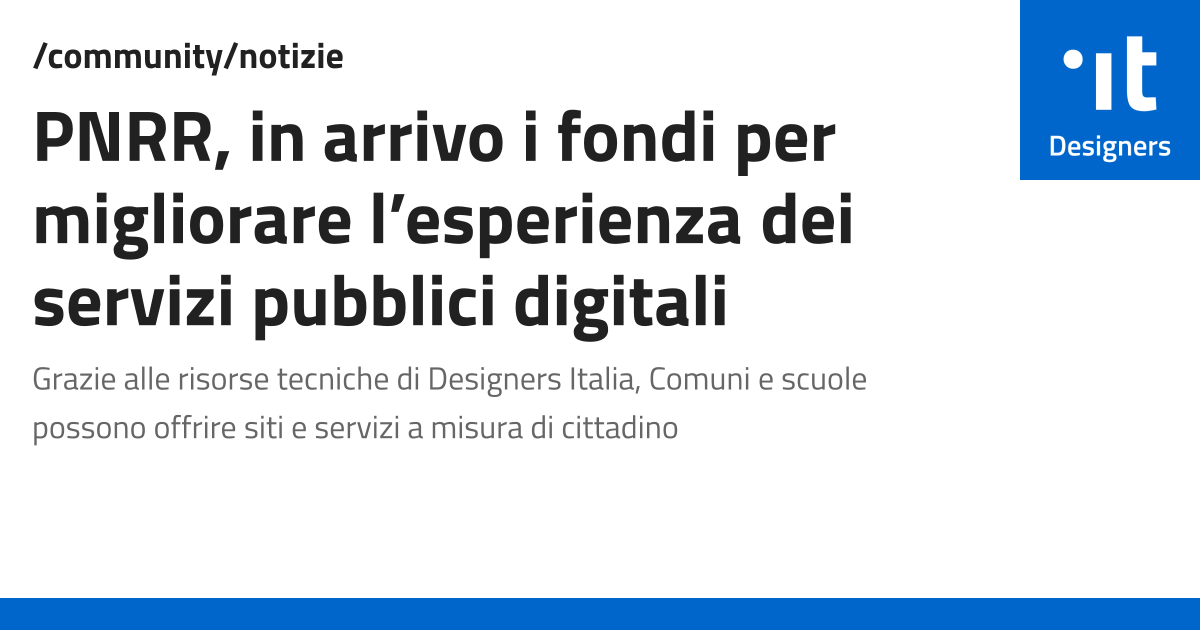 /community/notizie
PNRR, in arrivo i fondi per
migliorare l’esperienza dei
servizi pubblici digitali
Grazie alle risorse tecniche di Designers Italia, Comuni e scuole
possono offrire siti e servizi a misura di cittadino
it
Designers